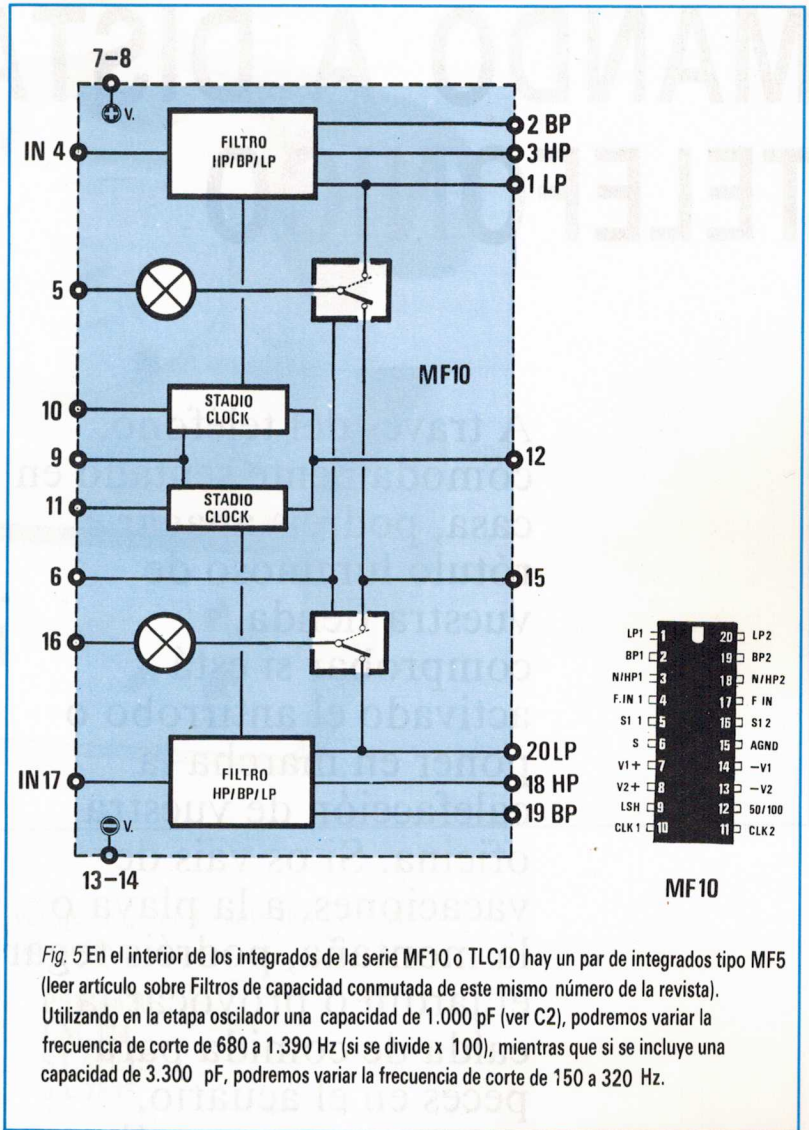 7-8
V.
IN 4
FILTRO
HP/BP/LP
2 BP
3 HP
1 LP
5
MF10
10
STADIO
CLOCK
9
12
11
STADIO
CLOCK
6
15
16
20 LP
IN 17
FILTRO
HP/BP/LP
18 HP
19 BP
V.
13-14
LP1 1 20 LP2
BP1 2 19 BP2
N/HP1 3 18 N/HP2
F.IN 1 4 17 F IN
S1 1 5 16 S1 2
S 6 15 AGND
V1+ 7 14 –V1
V2+ 8 13 –V2
LSH 9 12 50/100
CLK 1 10 11 CLK 2
MF10
Fig. 5 En el interior de los integrados de la serie MF10 o TLC10 hay un par de integrados tipo MF5
(leer artículo sobre Filtros de capacidad conmutada de este mismo número de la revista).
Utilizando en la etapa oscilador una capacidad de 1.000 pF (ver C2), podremos variar la
frecuencia de corte de 680 a 1.390 Hz (si se divide x 100), mientras que si se incluye una
capacidad de 3.300 pF, podremos variar la frecuencia de corte de 150 a 320 Hz.